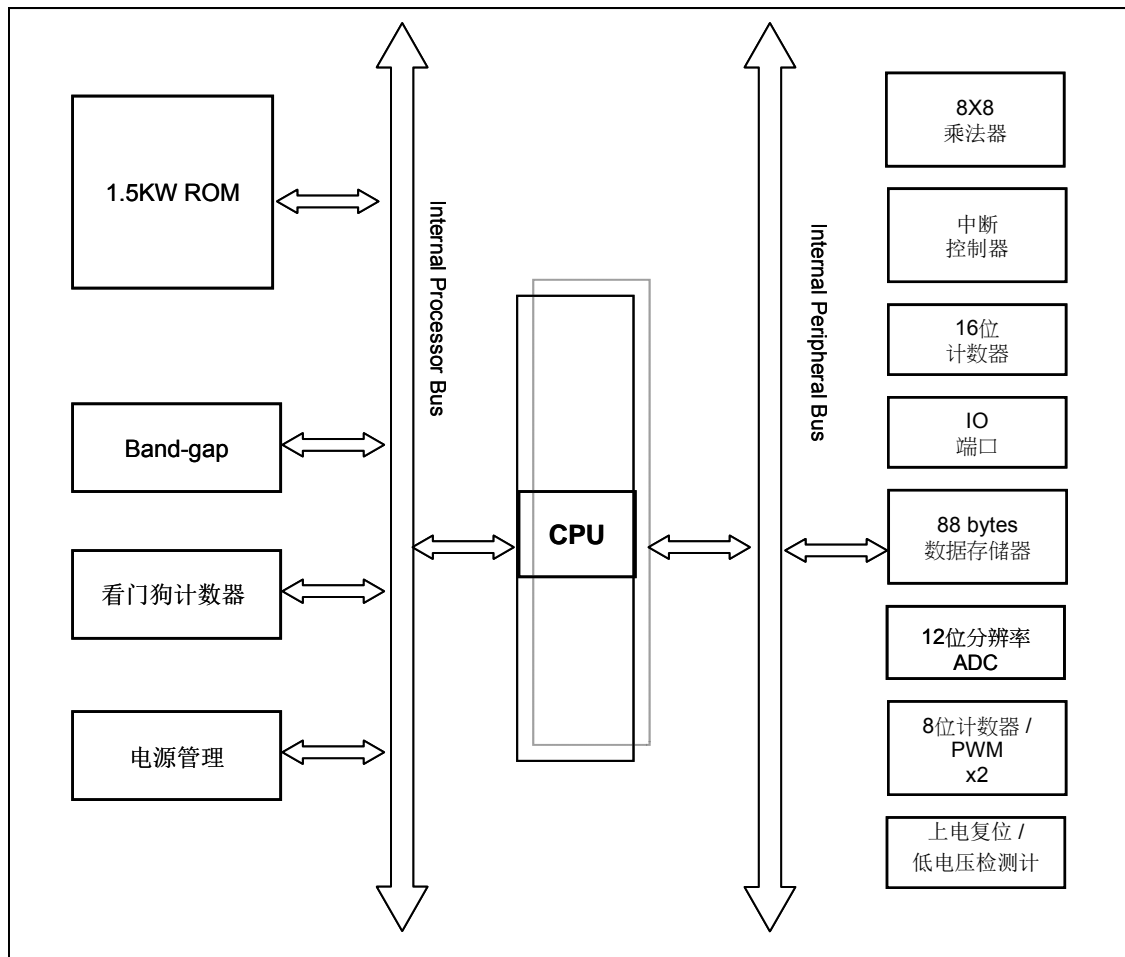 1.5KW ROM
Band-gap
看门狗计数器
电源管理
Internal Processor Bus
CPU
Internal Peripheral Bus
8X8
乘法器
中断
控制器
16位
计数器
IO
端口
88 bytes
数据存储器
12位分辨率
ADC
8位计数器 /
PWM
x2
上电复位 /
低电压检测计